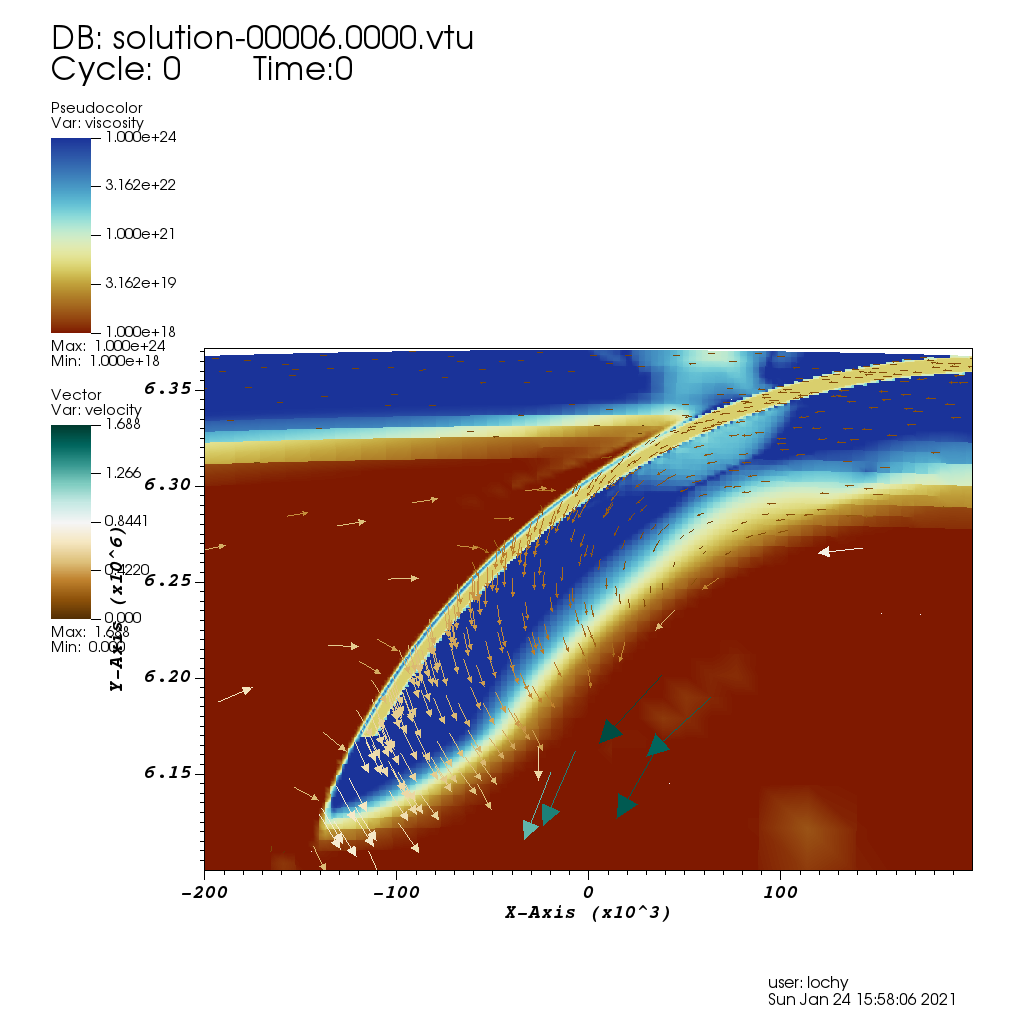 DB: solution-00006.0000.vtu
Cycle: 0 Time:0
Pseudocolor
Var: viscosity
1.000e+24
3.162e+22
1.000e+21
3.162e+19
1.000e+18
Max: 1.000e+24
Min: 1.000e+18
Vector
Var: velocity
1.688
1.266
0.8441
0.4220
0.000
Max: 1.688
Min: 0.000
Y-Axis (x10^6)
6.35
6.30
6.25
6.20
6.15
-200 -100 0 100
X-Axis (x10^3)
user: lochy
Sun Jan 24 15:58:06 2021